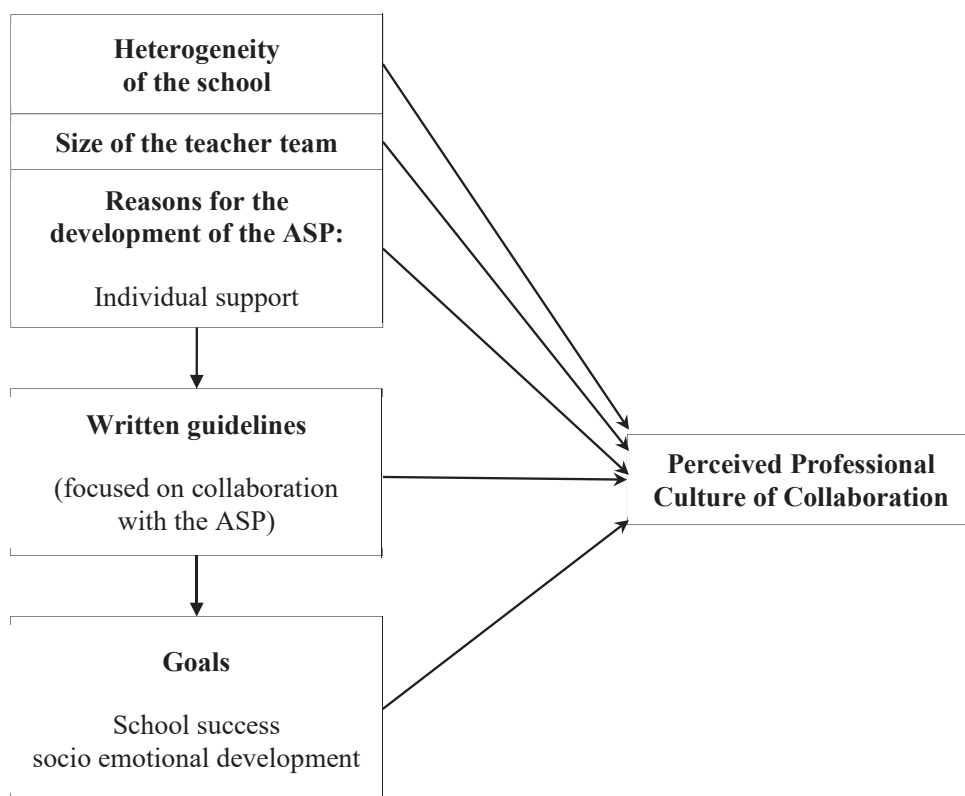 Heterogeneity
of the school
Size of the teacher team
Reasons for the
development of the ASP:
Individual support
Written guidelines
(focused on collaboration
with the ASP)
Goals
School success
socio emotional development
Perceived Professional
Culture of Collaboration